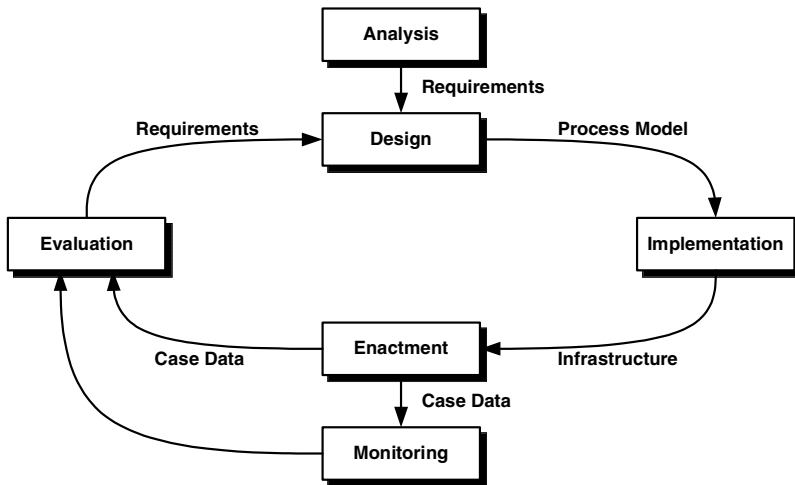 Analysis
Requirements
Requirements
Design
Process Model
Evaluation
Implementation
Enactment
Case Data
Infrastructure
Case Data
Monitoring